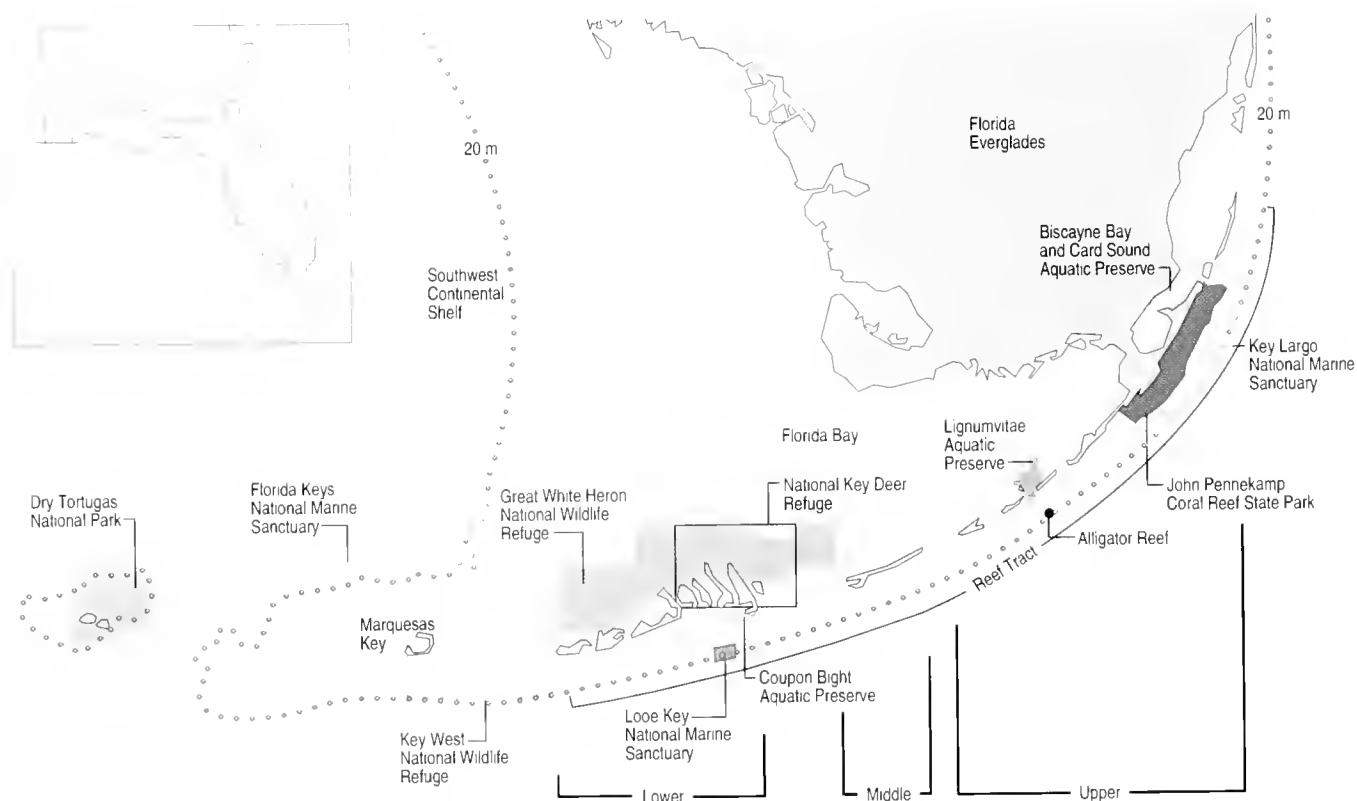 20 m
Florida
Everglades
20 m
Biscayne Bay
and Card Sound
Aquatic Preserve
Southwest
Continental
Shelf
Key Largo
National Marine
Sanctuary
Florida Bay
Lignumvitae
Aquatic
Preserve
National Key Deer
Refuge
Great White Heron
National Wildlife
Refuge
Florida Keys
National Marine
Sanctuary
Dry Tortugas
National Park
John Pennekamp
Coral Reef State Park
Alligator Reef
Reef Tract
Marquesas
Key
Coupon Bight
Aquatic Preserve
Looe Key
National Marine
Sanctuary
Key West
National Wildlife
Refuge
Lower
Middle
Upper